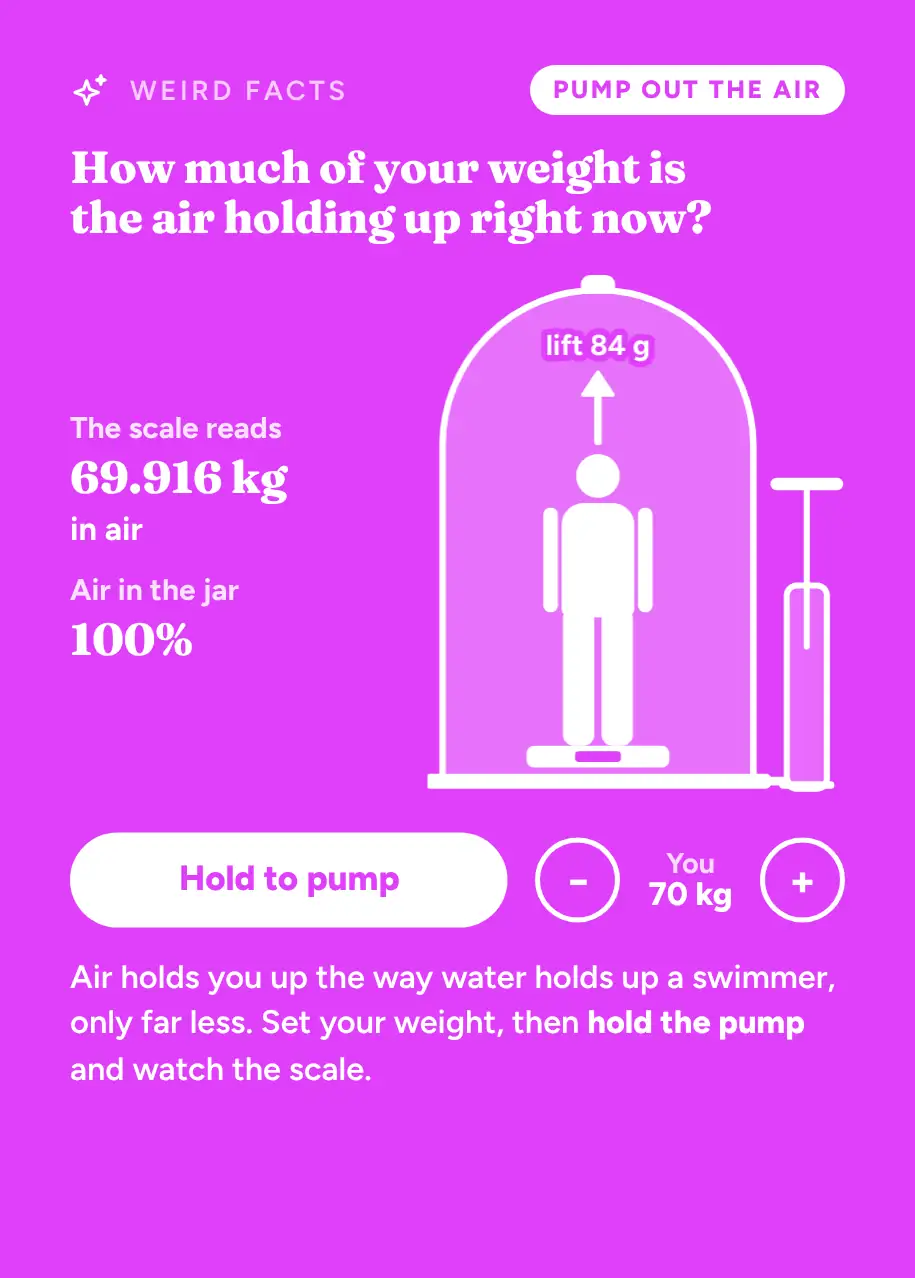 WEIRD FACTS
PUMP OUT THE AIR
How much of your weight is
the air holding up right now?
lift 84 g
The scale reads
69.916 kg
in air
Air in the jar
100%
Hold to pump
-
You
70 kg
+
Air holds you up the way water holds up a swimmer,
only far less. Set your weight, then hold the pump
and watch the scale.